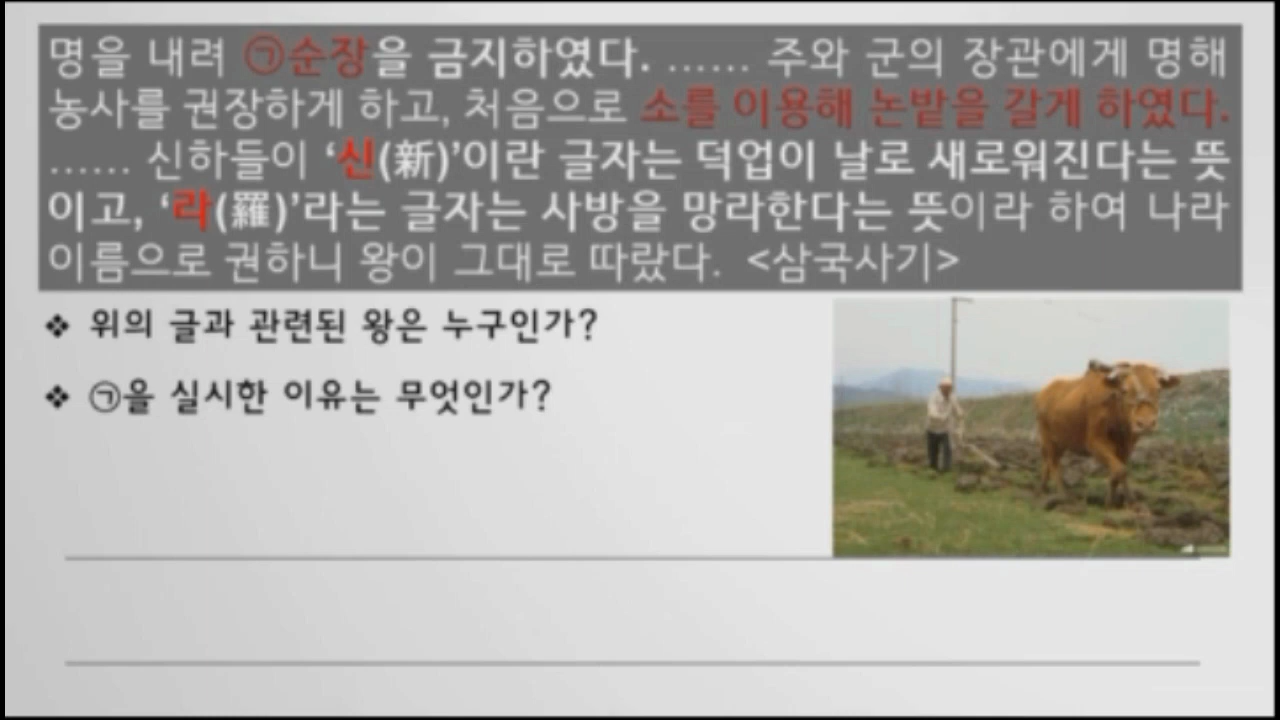 명을 내려 ㉠순장을 금지하였다. …… 주와 군의 장관에게 명해
농사를 권장하게 하고, 처음으로 소를 이용해 논밭을 갈게 하였다.
…… 신하들이 ‘신(新)’이란 글자는 덕업이 날로 새로워진다는 뜻
이고, ‘라(羅)’라는 글자는 사방을 망라한다는 뜻이라 하여 나라
이름으로 권하니 왕이 그대로 따랐다. <삼국사기>
❖ 위의 글과 관련된 왕은 누구인가?
❖ ㉠을 실시한 이유는 무엇인가?